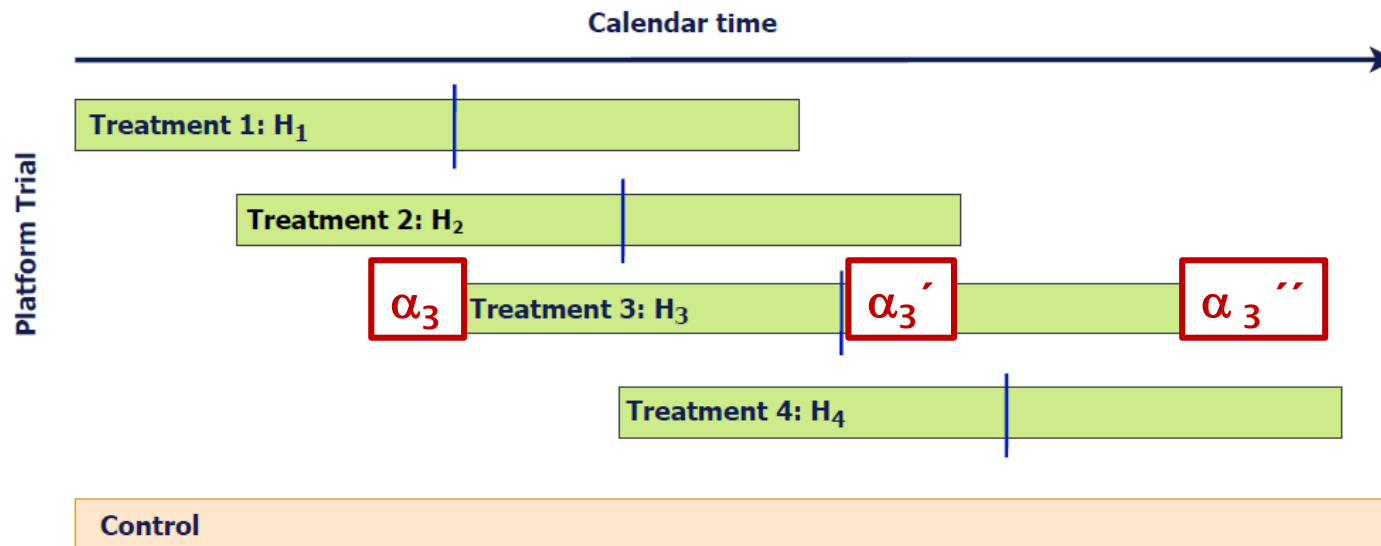 Calendar time
Platform Trial
Treatment 1: H₁
Treatment 2: H₂
α₃
Treatment 3: H₃
α₃´
α ₃ ´´
Treatment 4: H₄
Control